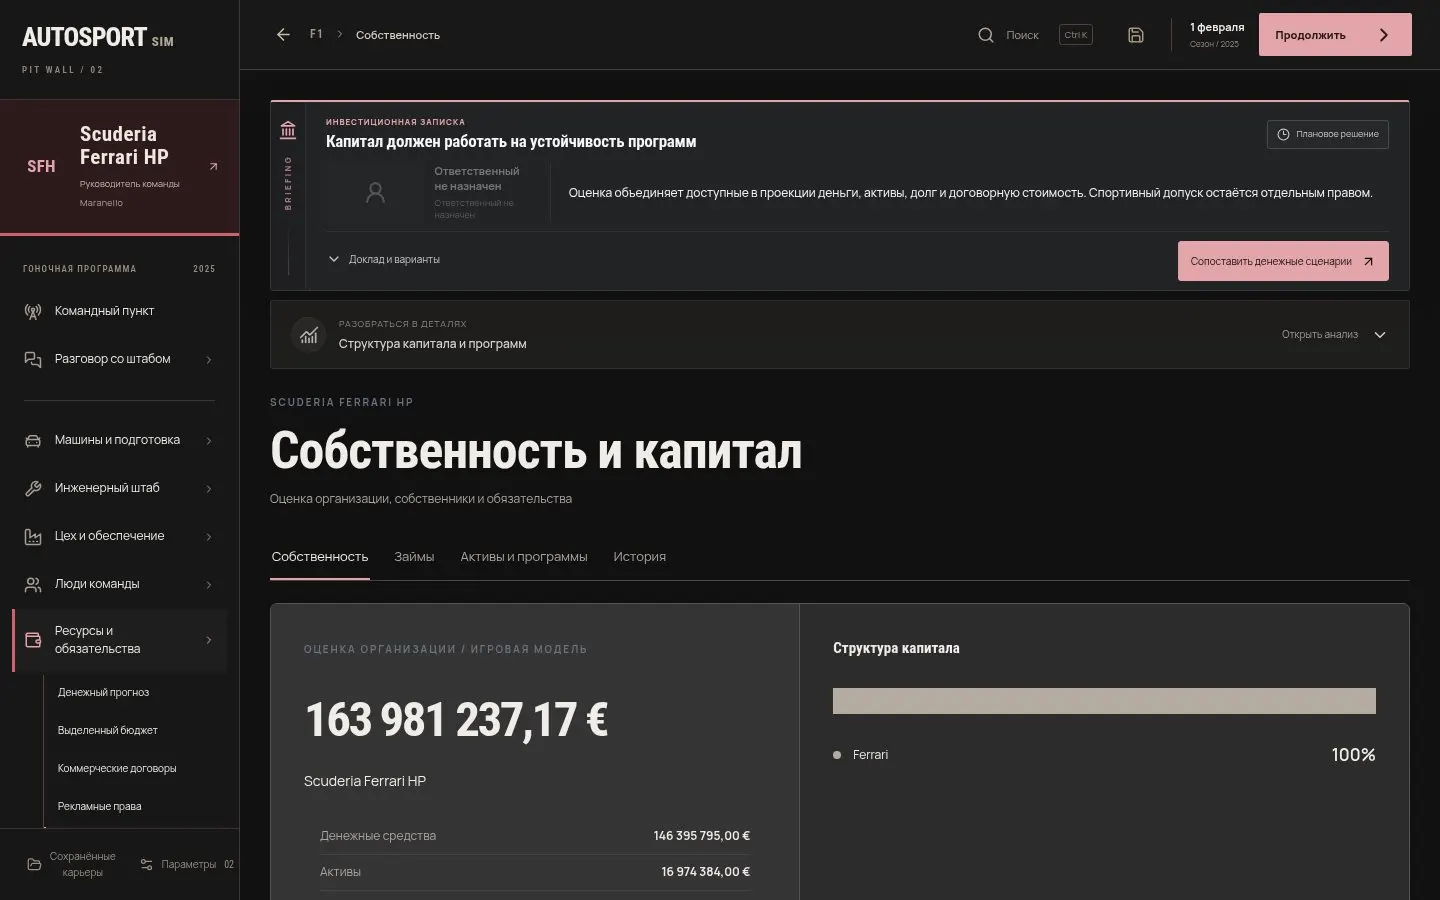 AUTOSPORT SIM
PIT WALL / 02
SFH
Scuderia
Ferrari HP
Руководитель команды
Maranello
ГОНОЧНАЯ ПРОГРАММА 2025
Командный пункт
Разговор со штабом
Машины и подготовка
Инженерный штаб
Цех и обеспечение
Люди команды
Ресурсы и
обязательства
Денежный прогноз
Выделенный бюджет
Коммерческие договоры
Рекламные права
Сохранённые
карьеры
Параметры 02
F1 > Собственность
Поиск Ctrl K
1 февраля
Сезон / 2025
Продолжить
BRIEFING
ИНВЕСТИЦИОННАЯ ЗАПИСКА
Капитал должен работать на устойчивость программ
Плановое решение
Ответственный
не назначен
Ответственный не
назначен
Оценка объединяет доступные в проекции деньги, активы, долг и договорную стоимость. Спортивный допуск остаётся отдельным правом.
Доклад и варианты
Сопоставить денежные сценарии
РАЗОБРАТЬСЯ В ДЕТАЛЯХ
Структура капитала и программ
Открыть анализ
SCUDERIA FERRARI HP
Собственность и капитал
Оценка организации, собственники и обязательства
Собственность Займы Активы и программы История
ОЦЕНКА ОРГАНИЗАЦИИ / ИГРОВАЯ МОДЕЛЬ
163 981 237,17 €
Scuderia Ferrari HP
Денежные средства 146 395 795,00 €
Активы 16 974 384,00 €
Структура капитала
Ferrari 100%